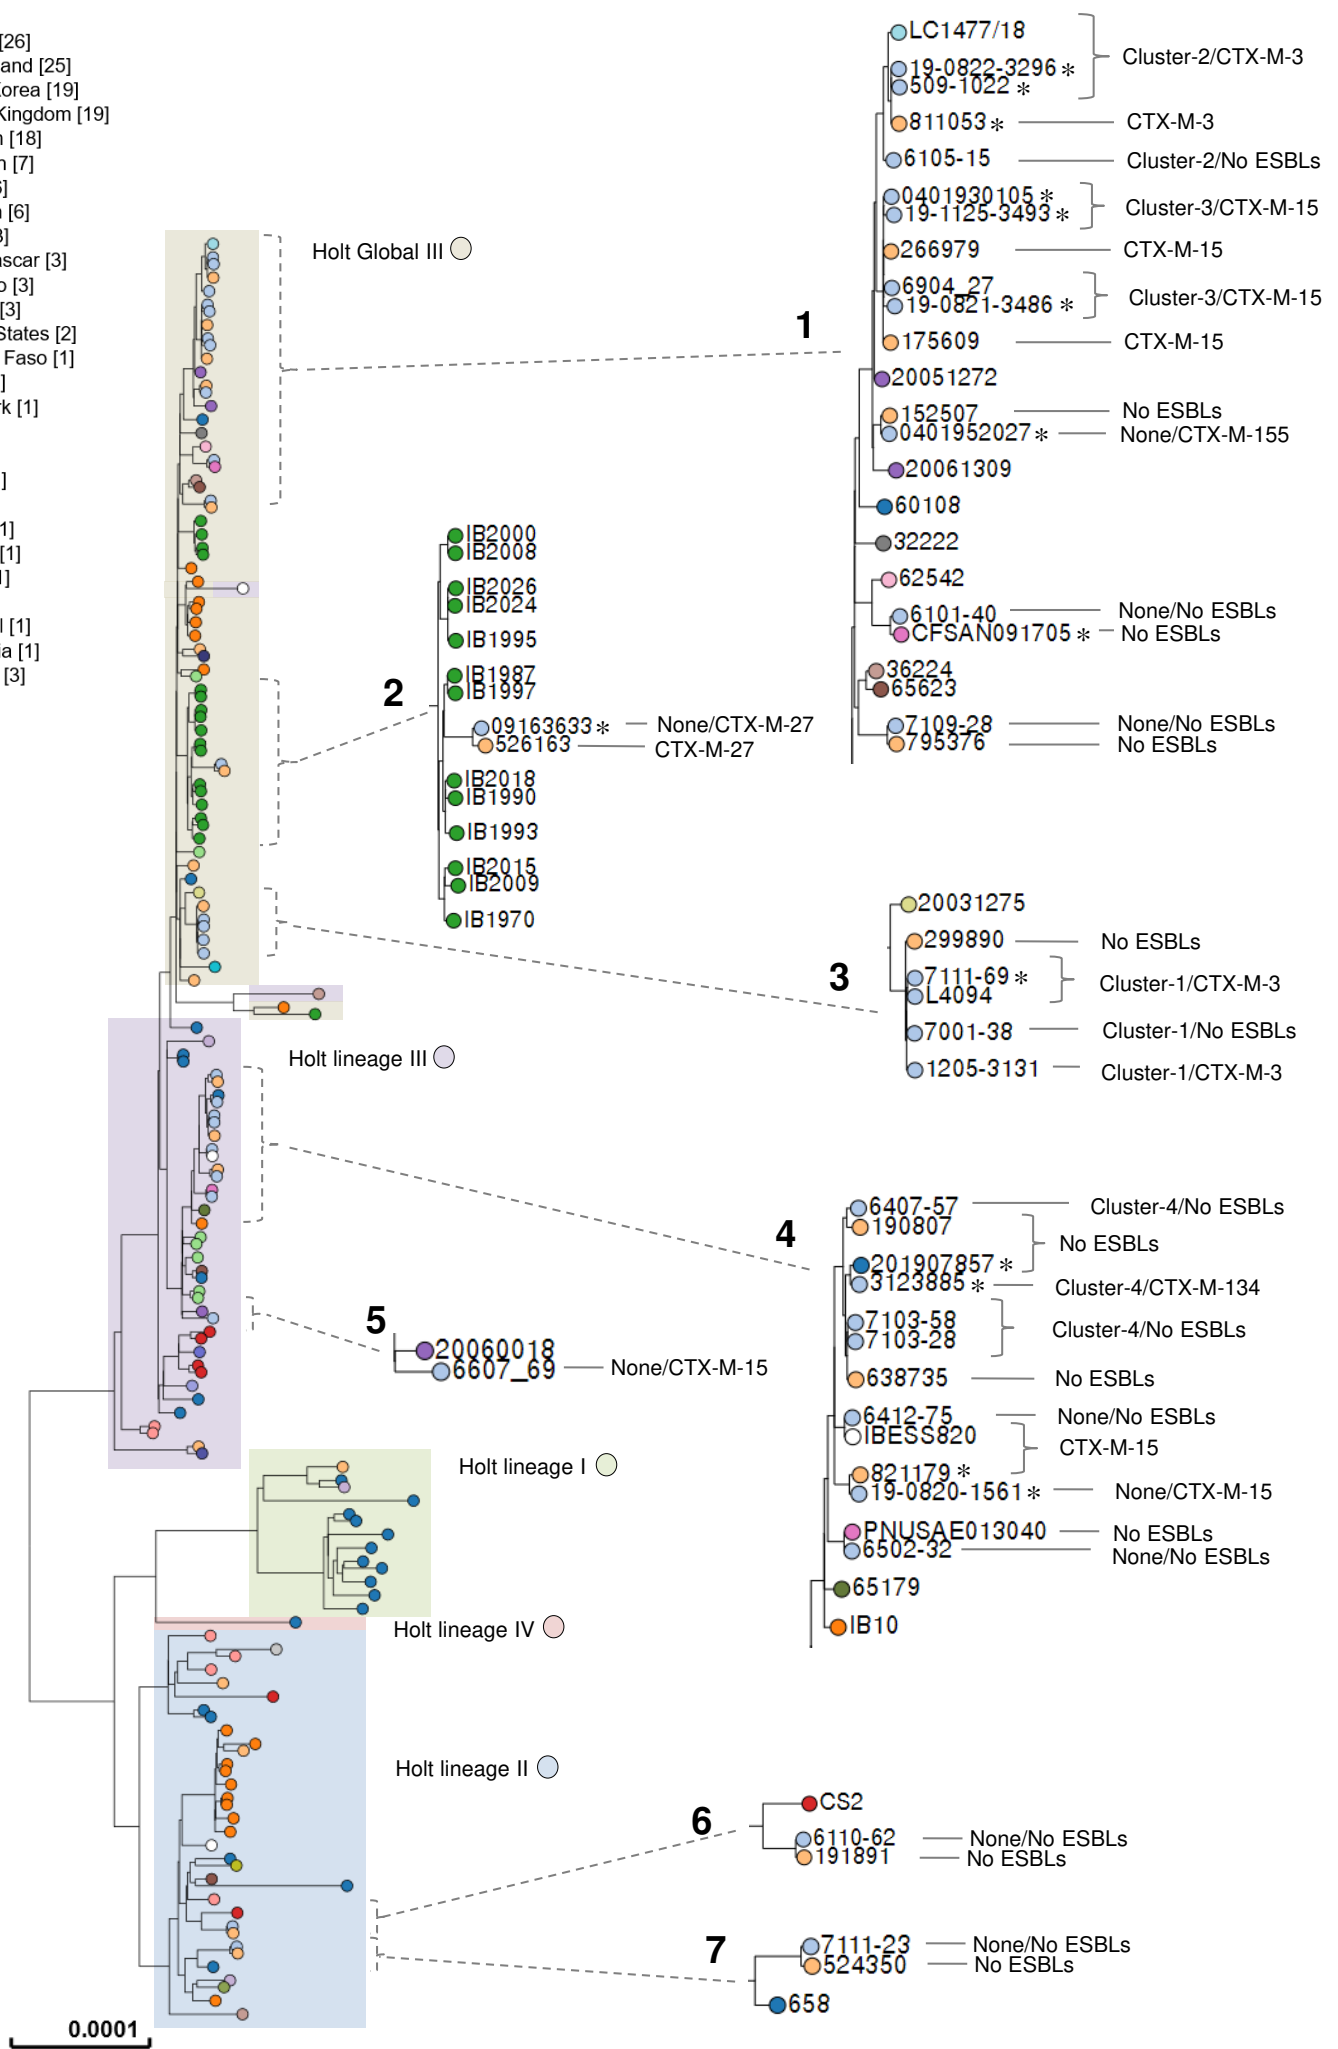 [26]
and [25]
Korea [19]
Kingdom [19]
[18]
[7]
[6]
ascar [3]
[3]
[3]
States [2]
Faso [1]
rk [1]
[1]
[1]
ia [1]
[3]
Holt Global III
1
LC1477/18
19-0822-3296 *
509-1022 *
Cluster-2/CTX-M-3
811053 *
CTX-M-3
6105-15
Cluster-2/No ESBLs
0401930105 *
19-1125-3493 *
Cluster-3/CTX-M-15
266979
CTX-M-15
6904_27
19-0821-3486 *
Cluster-3/CTX-M-15
175609
CTX-M-15
20051272
152507
No ESBLs
0401952027 *
None/CTX-M-155
20061309
60108
32222
62542
6101-40
None/No ESBLs
CFSAN091705 *
No ESBLs
36224
65623
7109-28
None/No ESBLs
795376
No ESBLs
2
IB2000
IB2008
IB2026
IB2024
IB1995
IB1987
IB1997
09163633 *
None/CTX-M-27
526163
CTX-M-27
IB2018
IB1990
IB1993
IB2015
IB2009
IB1970
3
20031275
299890
No ESBLs
7111-69 *
L4094
Cluster-1/CTX-M-3
7001-38
Cluster-1/No ESBLs
1205-3131
Cluster-1/CTX-M-3
Holt lineage III
4
6407-57
Cluster-4/No ESBLs
190807
201907857 *
No ESBLs
3123885 *
Cluster-4/CTX-M-134
7103-58
7103-28
Cluster-4/No ESBLs
638735
No ESBLs
6412-75
None/No ESBLs
IBESS820
821179 *
CTX-M-15
19-0820-1561 *
None/CTX-M-15
PNUSAE013040
No ESBLs
6502-32
None/No ESBLs
65179
IB10
5
20060018
6607_69
None/CTX-M-15
Holt lineage I
Holt lineage IV
Holt lineage II
6
CS2
6110-62
None/No ESBLs
191891
No ESBLs
7
7111-23
None/No ESBLs
524350
No ESBLs
658
0.0001